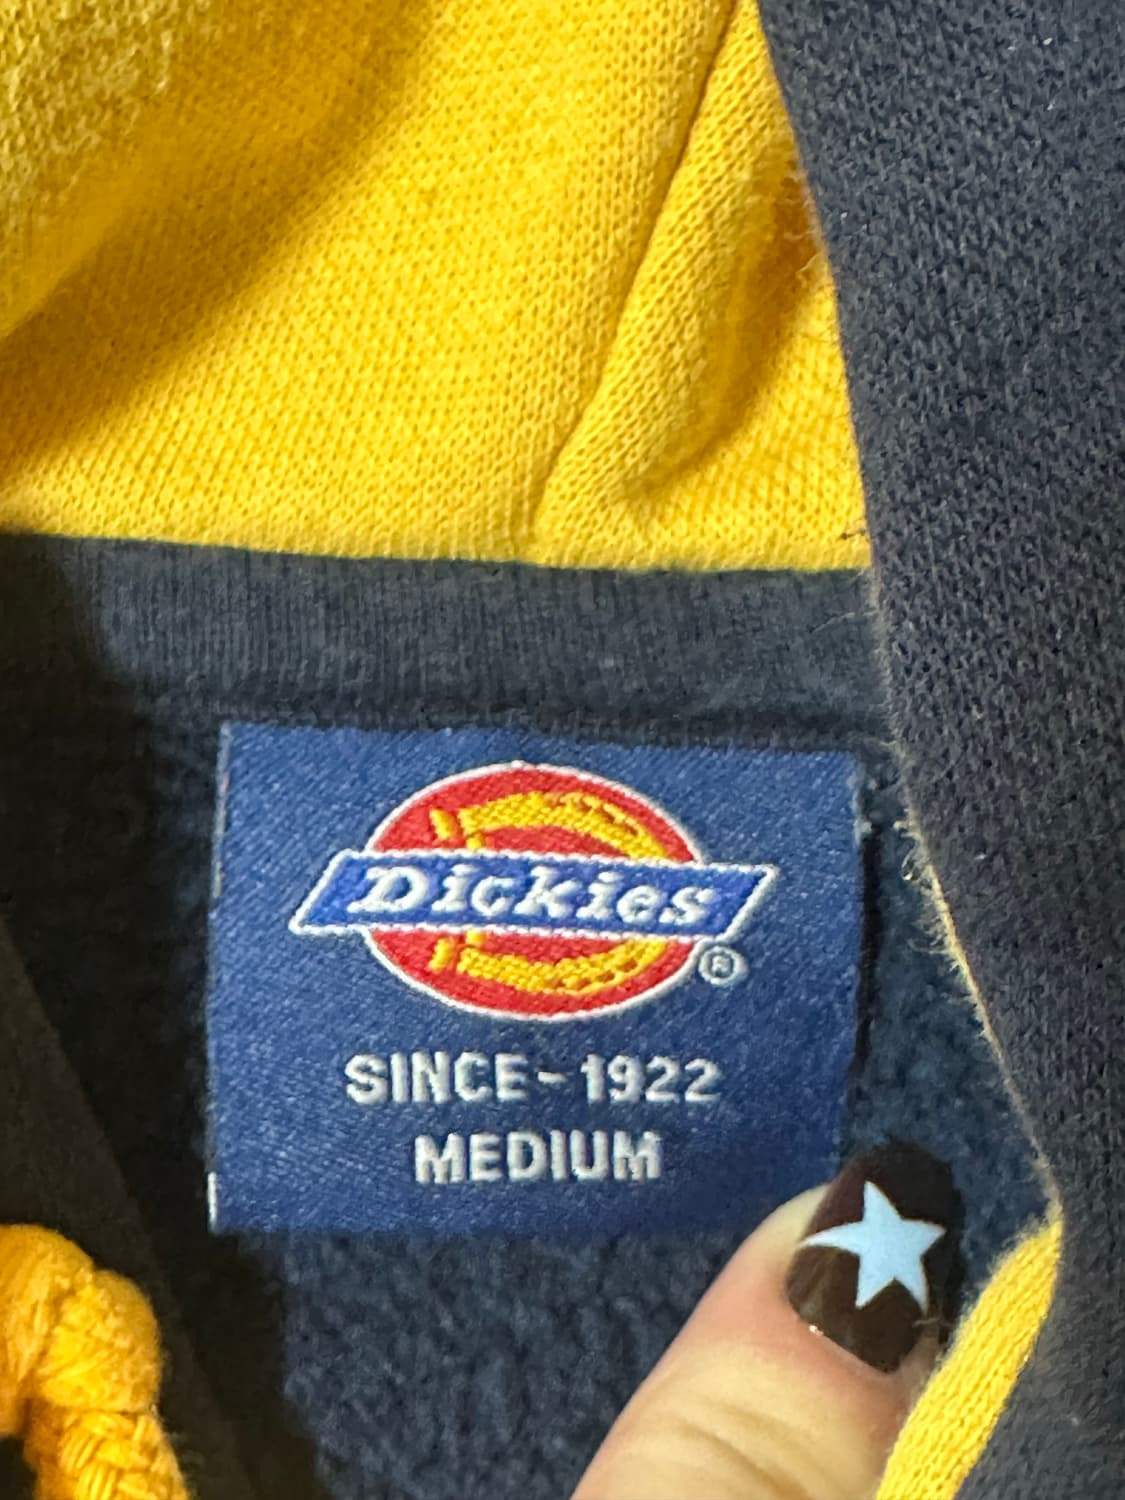 Dickies
®
SINCE-1922
MEDIUM